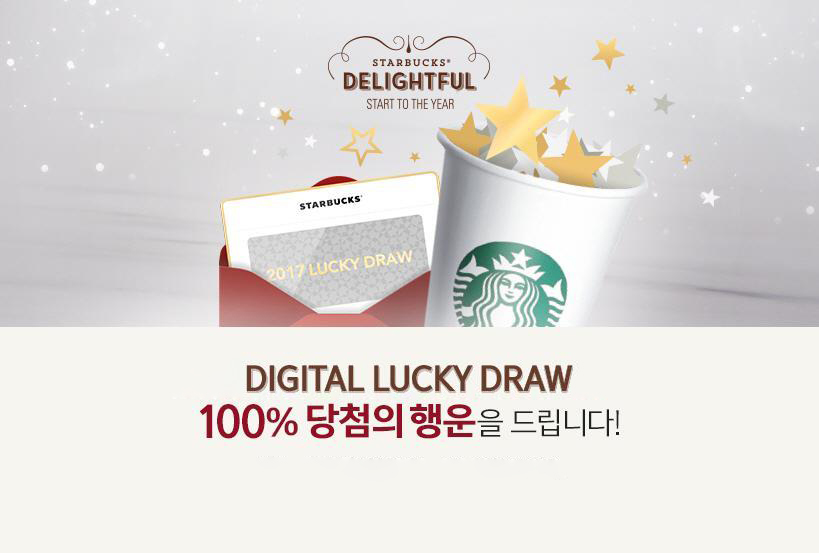 STARBUCKS®
DELIGHTFUL
START TO THE YEAR
STARBUCKS®
2017 LUCKY DRAW
DIGITAL LUCKY DRAW
100% 당첨의 행운을 드립니다!